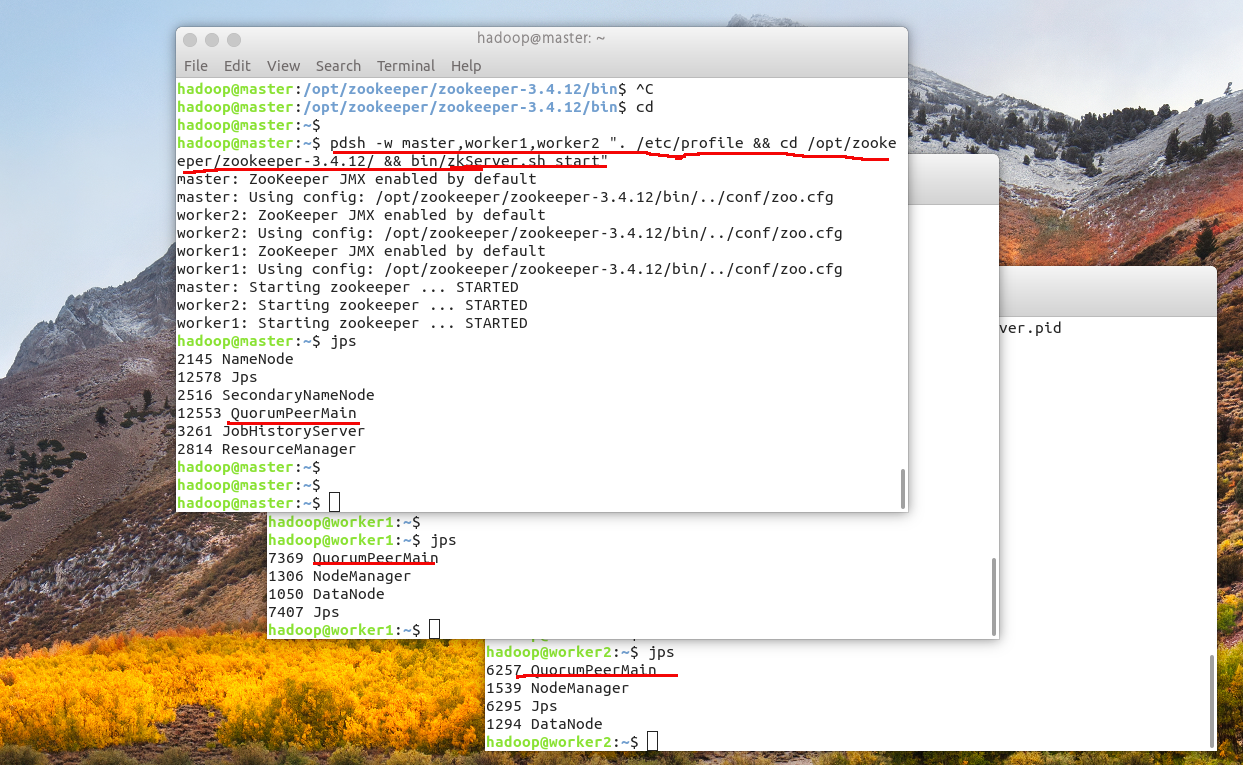 hadoop@master: ~
File Edit View Search Terminal Help
hadoop@master:/opt/zookeeper/zookeeper-3.4.12/bin$ ^C
hadoop@master:/opt/zookeeper/zookeeper-3.4.12/bin$ cd
hadoop@master:~$
hadoop@master:~$ pdsh -w master,worker1,worker2 ". /etc/profile && cd /opt/zooke
eper/zookeeper-3.4.12/ && bin/zkServer.sh start"
master: ZooKeeper JMX enabled by default
master: Using config: /opt/zookeeper/zookeeper-3.4.12/bin/../conf/zoo.cfg
worker2: ZooKeeper JMX enabled by default
worker2: Using config: /opt/zookeeper/zookeeper-3.4.12/bin/../conf/zoo.cfg
worker1: ZooKeeper JMX enabled by default
worker1: Using config: /opt/zookeeper/zookeeper-3.4.12/bin/../conf/zoo.cfg
master: Starting zookeeper ... STARTED
worker2: Starting zookeeper ... STARTED
worker1: Starting zookeeper ... STARTED
hadoop@master:~$ jps
2145 NameNode
12578 Jps
2516 SecondaryNameNode
12553 QuorumPeerMain
3261 JobHistoryServer
2814 ResourceManager
hadoop@master:~$
hadoop@master:~$
hadoop@master:~$
ver.pid
hadoop@worker1:~$
hadoop@worker1:~$ jps
7369 QuorumPeerMain
1306 NodeManager
1050 DataNode
7407 Jps
hadoop@worker1:~$
hadoop@worker2:~$ jps
6257 QuorumPeerMain
1539 NodeManager
6295 Jps
1294 DataNode
hadoop@worker2:~$